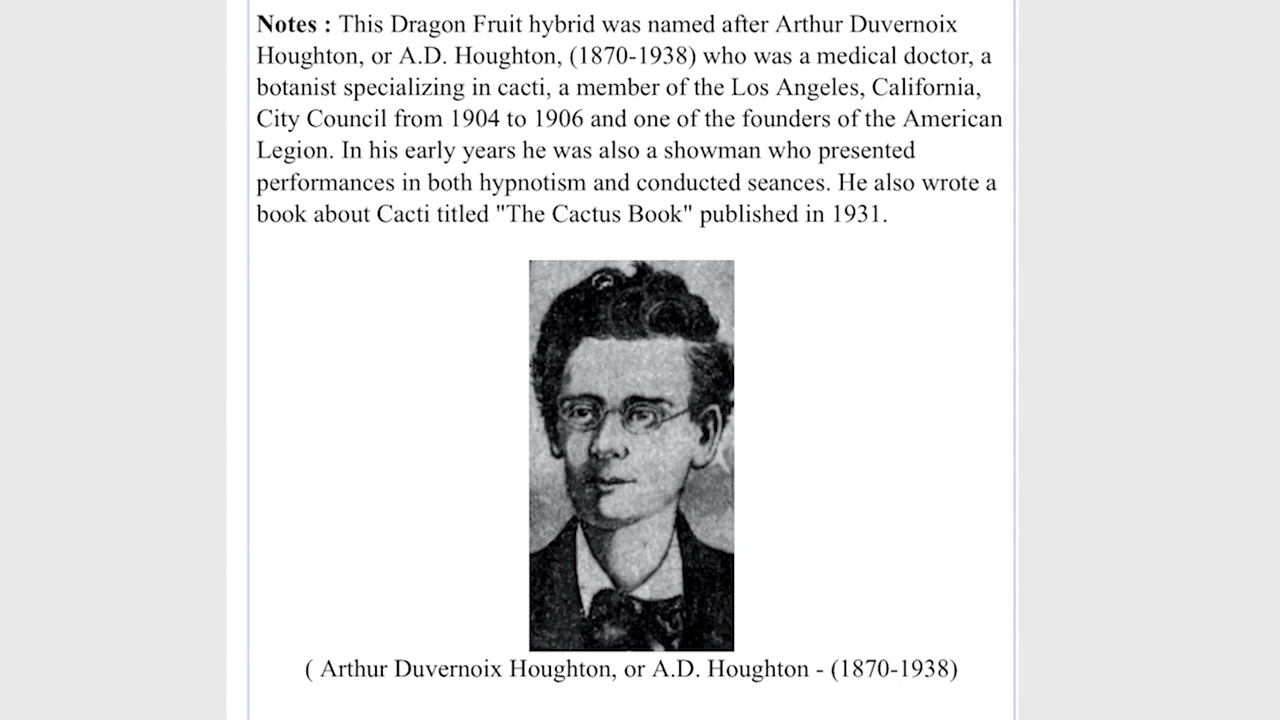 Notes : This Dragon Fruit hybrid was named after Arthur Duvernoix
Houghton, or A.D. Houghton, (1870-1938) who was a medical doctor, a
botanist specializing in cacti, a member of the Los Angeles, California,
City Council from 1904 to 1906 and one of the founders of the American
Legion. In his early years he was also a showman who presented
performances in both hypnotism and conducted seances. He also wrote a
book about Cacti titled "The Cactus Book" published in 1931.
( Arthur Duvernoix Houghton, or A.D. Houghton - (1870-1938)